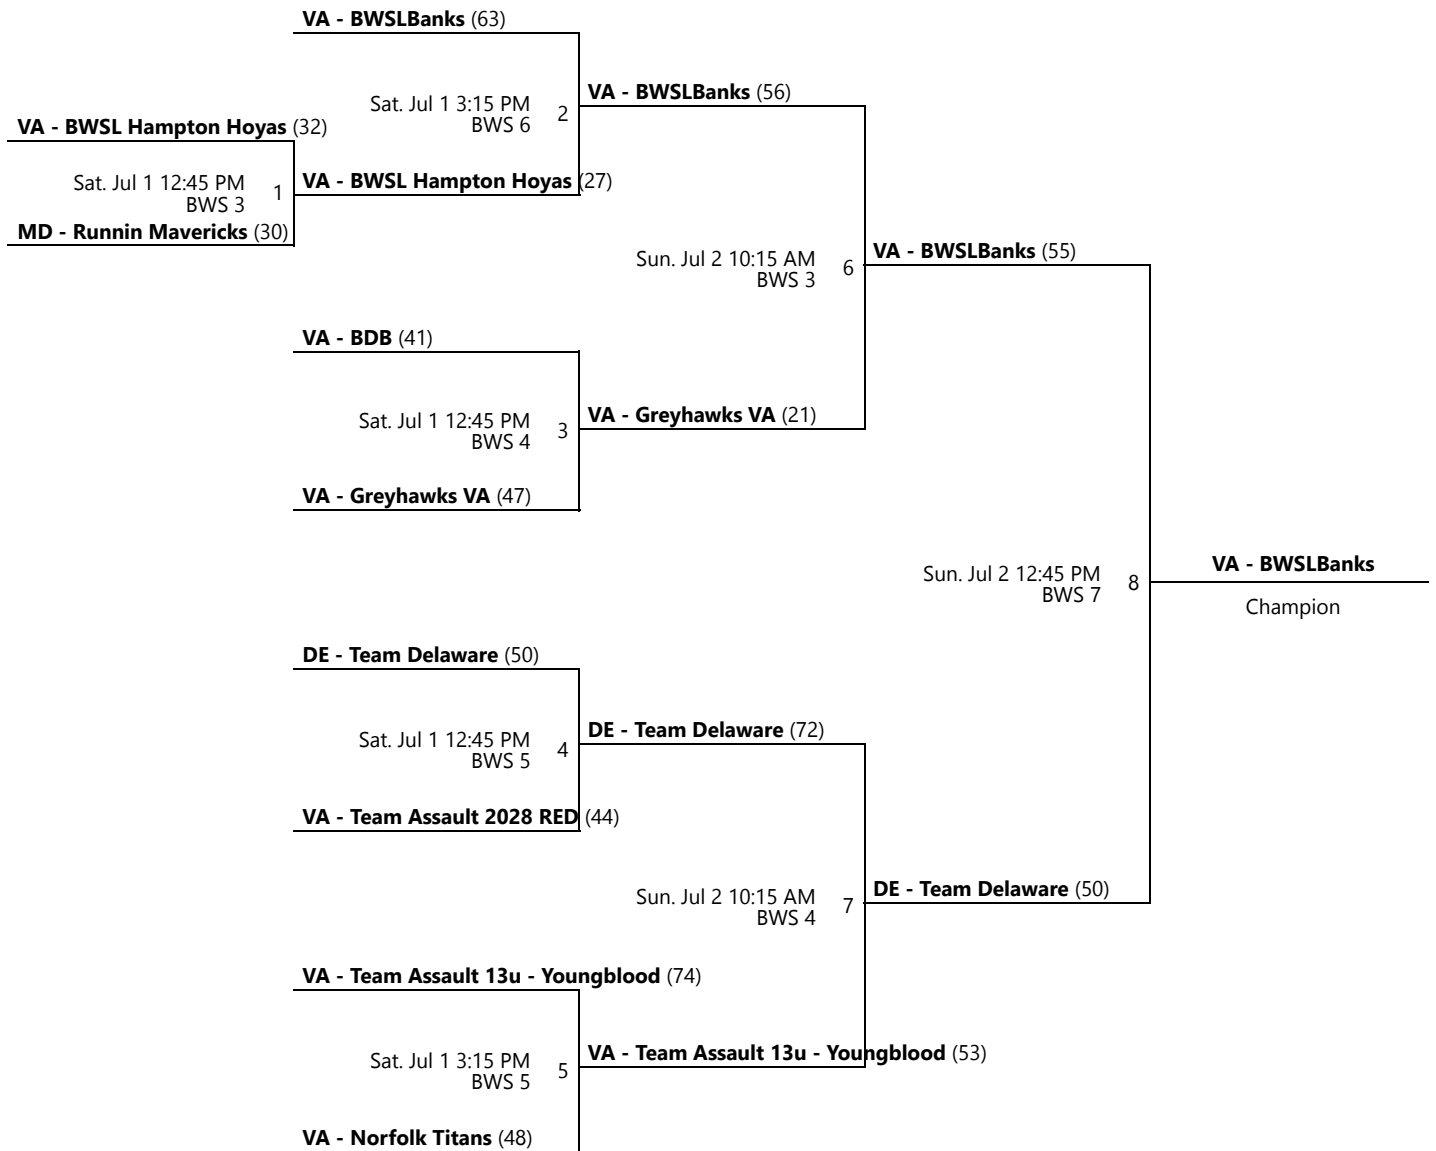 VA - BWSLBanks (63)
VA - BWSLBanks (56)
Sat. Jul 1 3:15 PM
2
BWS 6
VA - BWSL Hampton Hoyas (32)
Sat. Jul 1 12:45 PM
1
BWS 3
VA - BWSL Hampton Hoyas (27)
MD - Runnin Mavericks (30)
VA - BWSLBanks (55)
Sun. Jul 2 10:15 AM
6
BWS 3
VA - BDB (41)
VA - Greyhawks VA (21)
Sat. Jul 1 12:45 PM
3
BWS 4
VA - Greyhawks VA (47)
VA - BWSLBanks
Sun. Jul 2 12:45 PM
8
BWS 7
Champion
DE - Team Delaware (50)
DE - Team Delaware (72)
Sat. Jul 1 12:45 PM
4
BWS 5
VA - Team Assault 2028 RED (44)
DE - Team Delaware (50)
Sun. Jul 2 10:15 AM
7
BWS 4
VA - Team Assault 13u - Youngblood (74)
VA - Team Assault 13u - Youngblood (53)
Sat. Jul 1 3:15 PM
5
BWS 5
VA - Norfolk Titans (48)